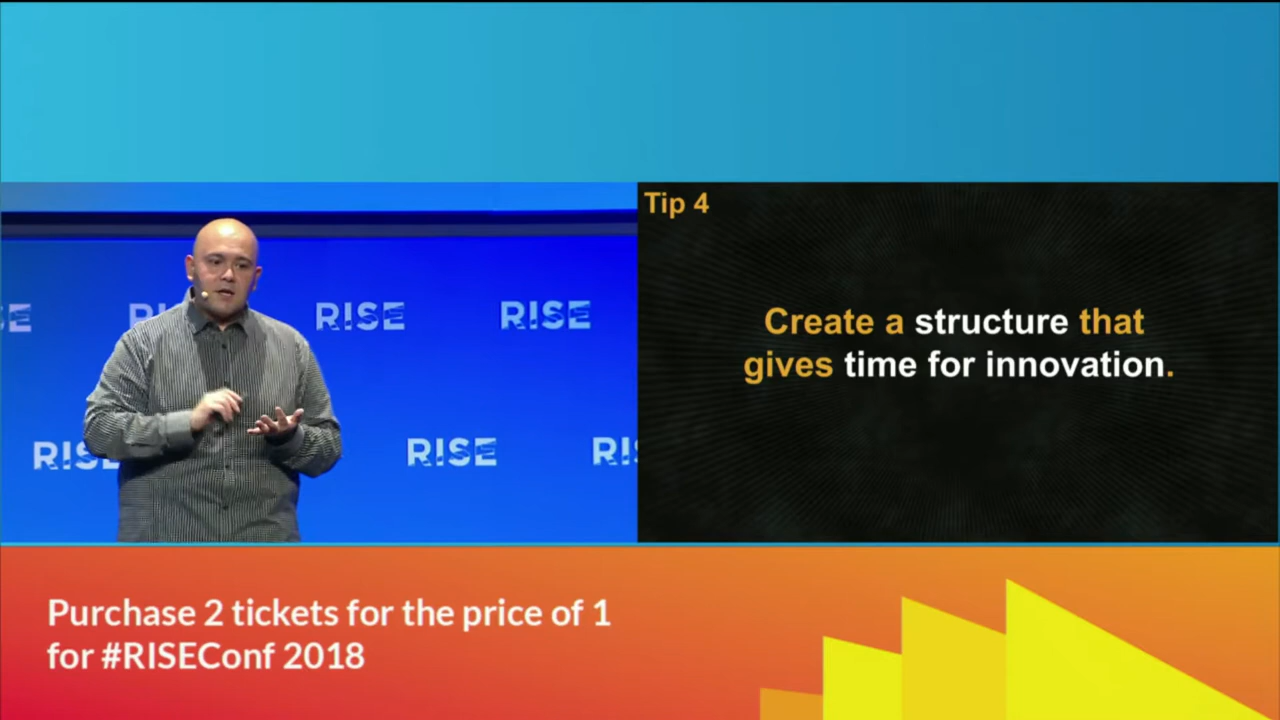 Tip 4
Create a structure that
gives time for innovation.
RISE
RISE
RISE
Purchase 2 tickets for the price of 1
for #RISEConf 2018